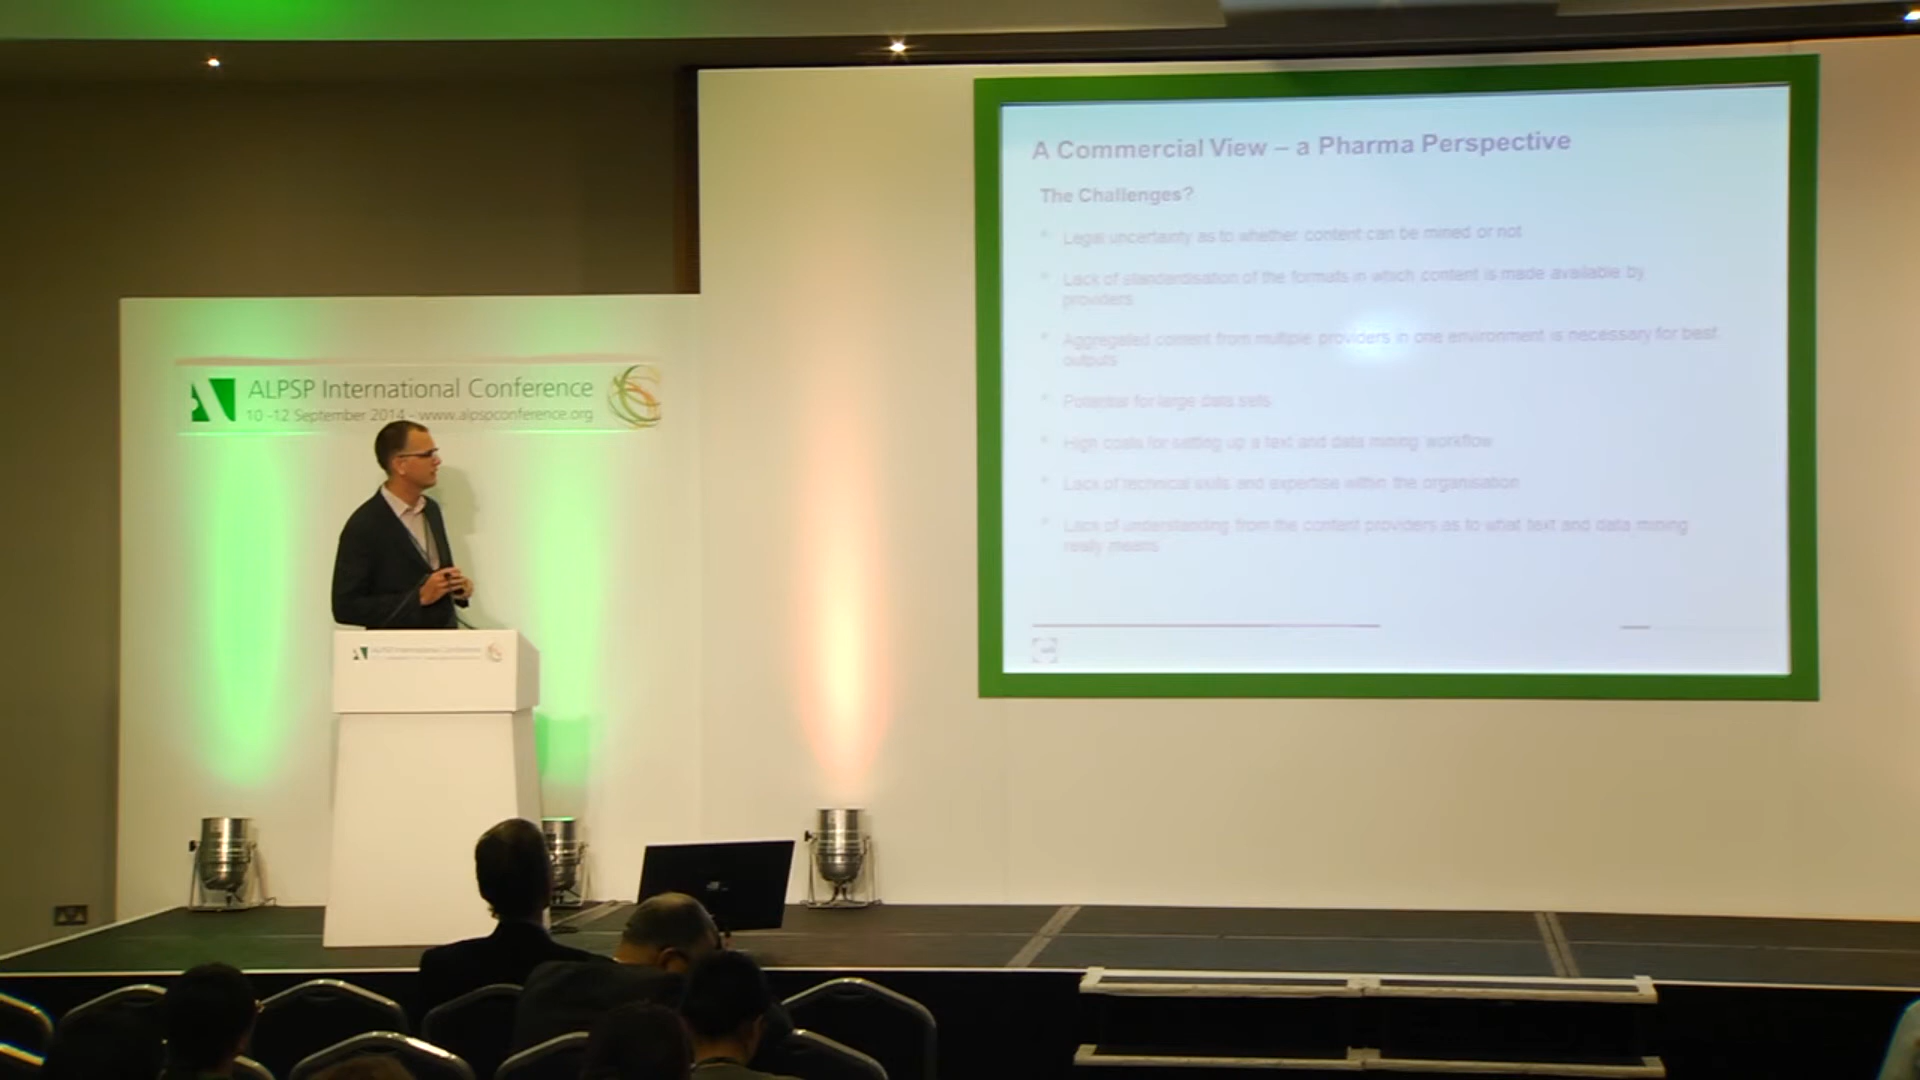 A Commercial View – a Pharma Perspective
The Challenges?
Legal uncertainty as to whether content can be mined or not
Lack of standardisation of the formats in which content is made available by
providers
Aggregated content from multiple providers in one environment is necessary for best
outputs
Potential for large data sets
High costs for setting up a text and data mining workflow
Lack of technical skills and expertise within the organisation
Lack of understanding from the content providers as to what text and data mining
really means
ALPSP International Conference
10 -12 September 2014 - www.alpspconference.org
ALPSP International Conference